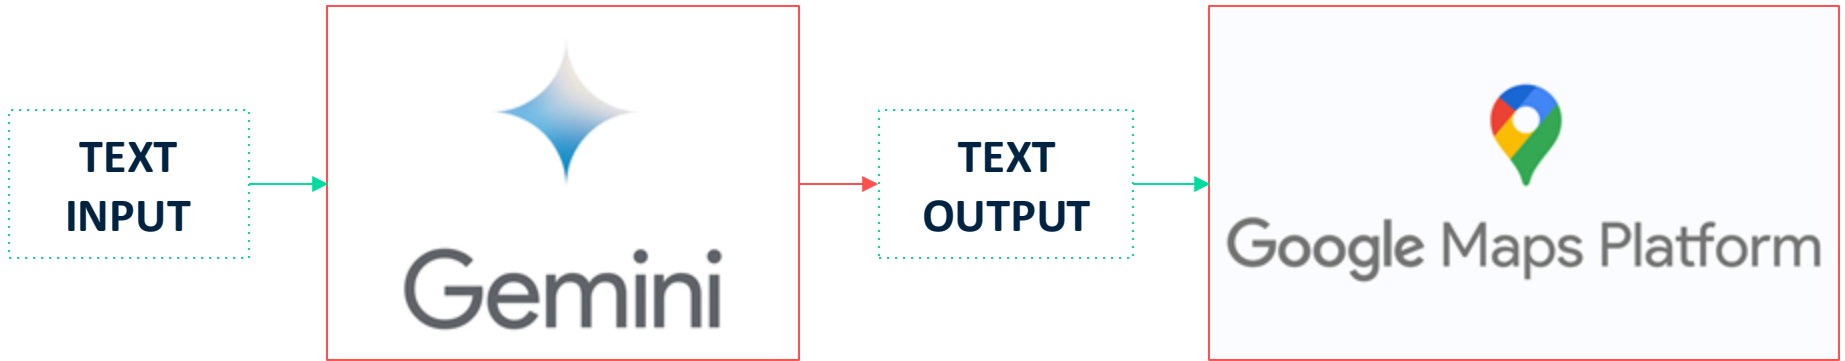 TEXT
INPUT
Gemini
TEXT
OUTPUT
Google Maps Platform